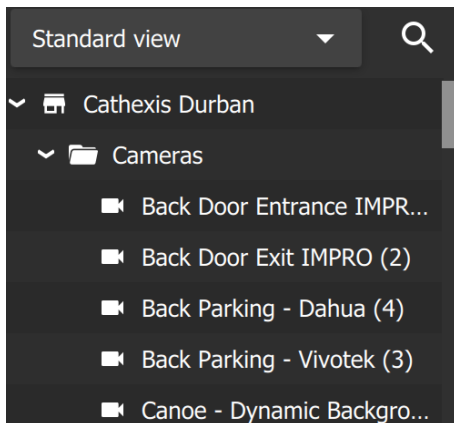 Standard view
Cathexis Durban
Cameras
Back Door Entrance IMPR...
Back Door Exit IMPRO (2)
Back Parking - Dahua (4)
Back Parking - Vivotek (3)
Canoe - Dynamic Backgro...